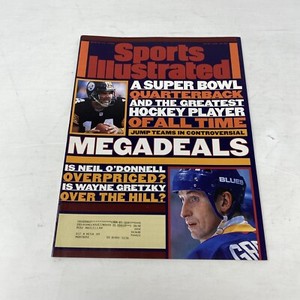 Sports
Illustrated
A SUPER BOWL
QUARTERBACK
AND THE GREATEST
HOCKEY PLAYER
OF ALL TIME
JUMP TEAMS IN CONTROVERSIAL
MEGADEALS
IS NEIL O'DONNELL
OVERPRICED?
IS WAYNE GRETZKY
OVER THE HILL?
BLUES